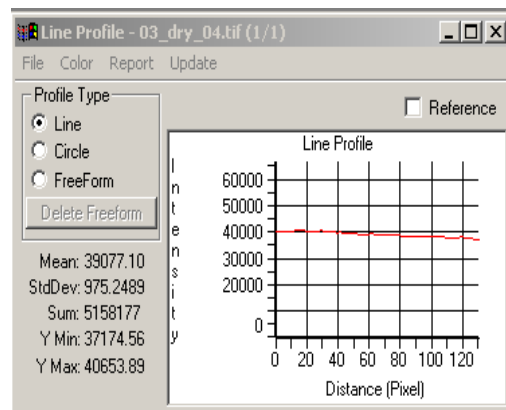 Line Profile - 03_dry_04.tif (1/1)
File Color Report Update
Profile Type
Line
Circle
FreeForm
Delete Freeform
Mean: 39077.10
StdDev: 975.2489
Sum: 5158177
Y Min: 37174.56
Y Max: 40653.89
Reference
Line Profile
Intensity
60000
50000
40000
30000
20000
0
0 20 40 60 80 100 120
Distance (Pixel)